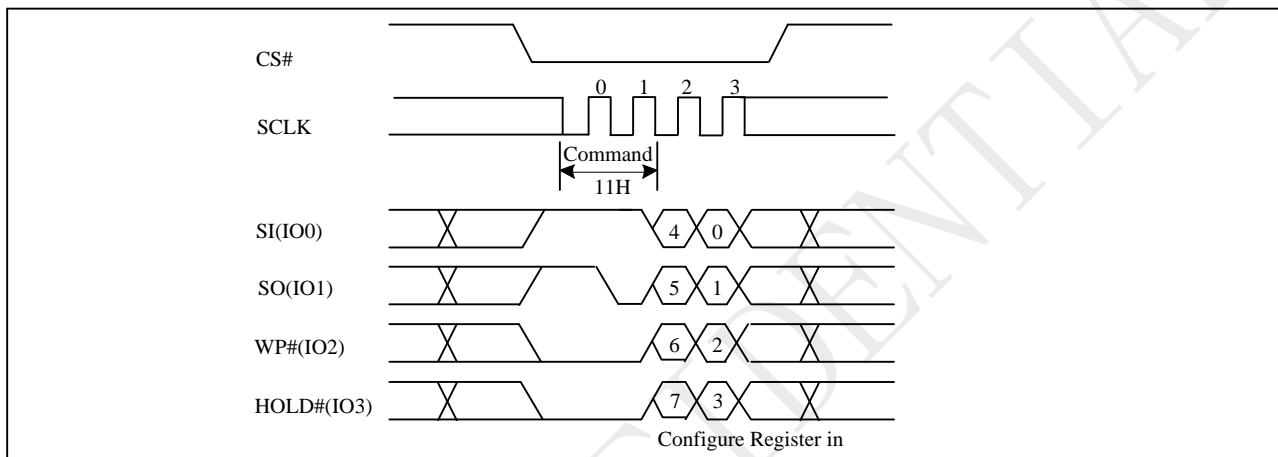 CS#
0 1 2 3
SCLK
Command
11H
SI(IO0)
4 0
SO(IO1)
5 1
WP#(IO2)
6 2
HOLD#(IO3)
7 3
Configure Register in